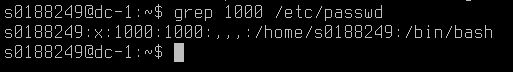 s0188249@dc-1:~$ grep 1000 /etc/passwd
s0188249:x:1000:1000:,,,:/home/s0188249:/bin/bash
s0188249@dc-1:~$